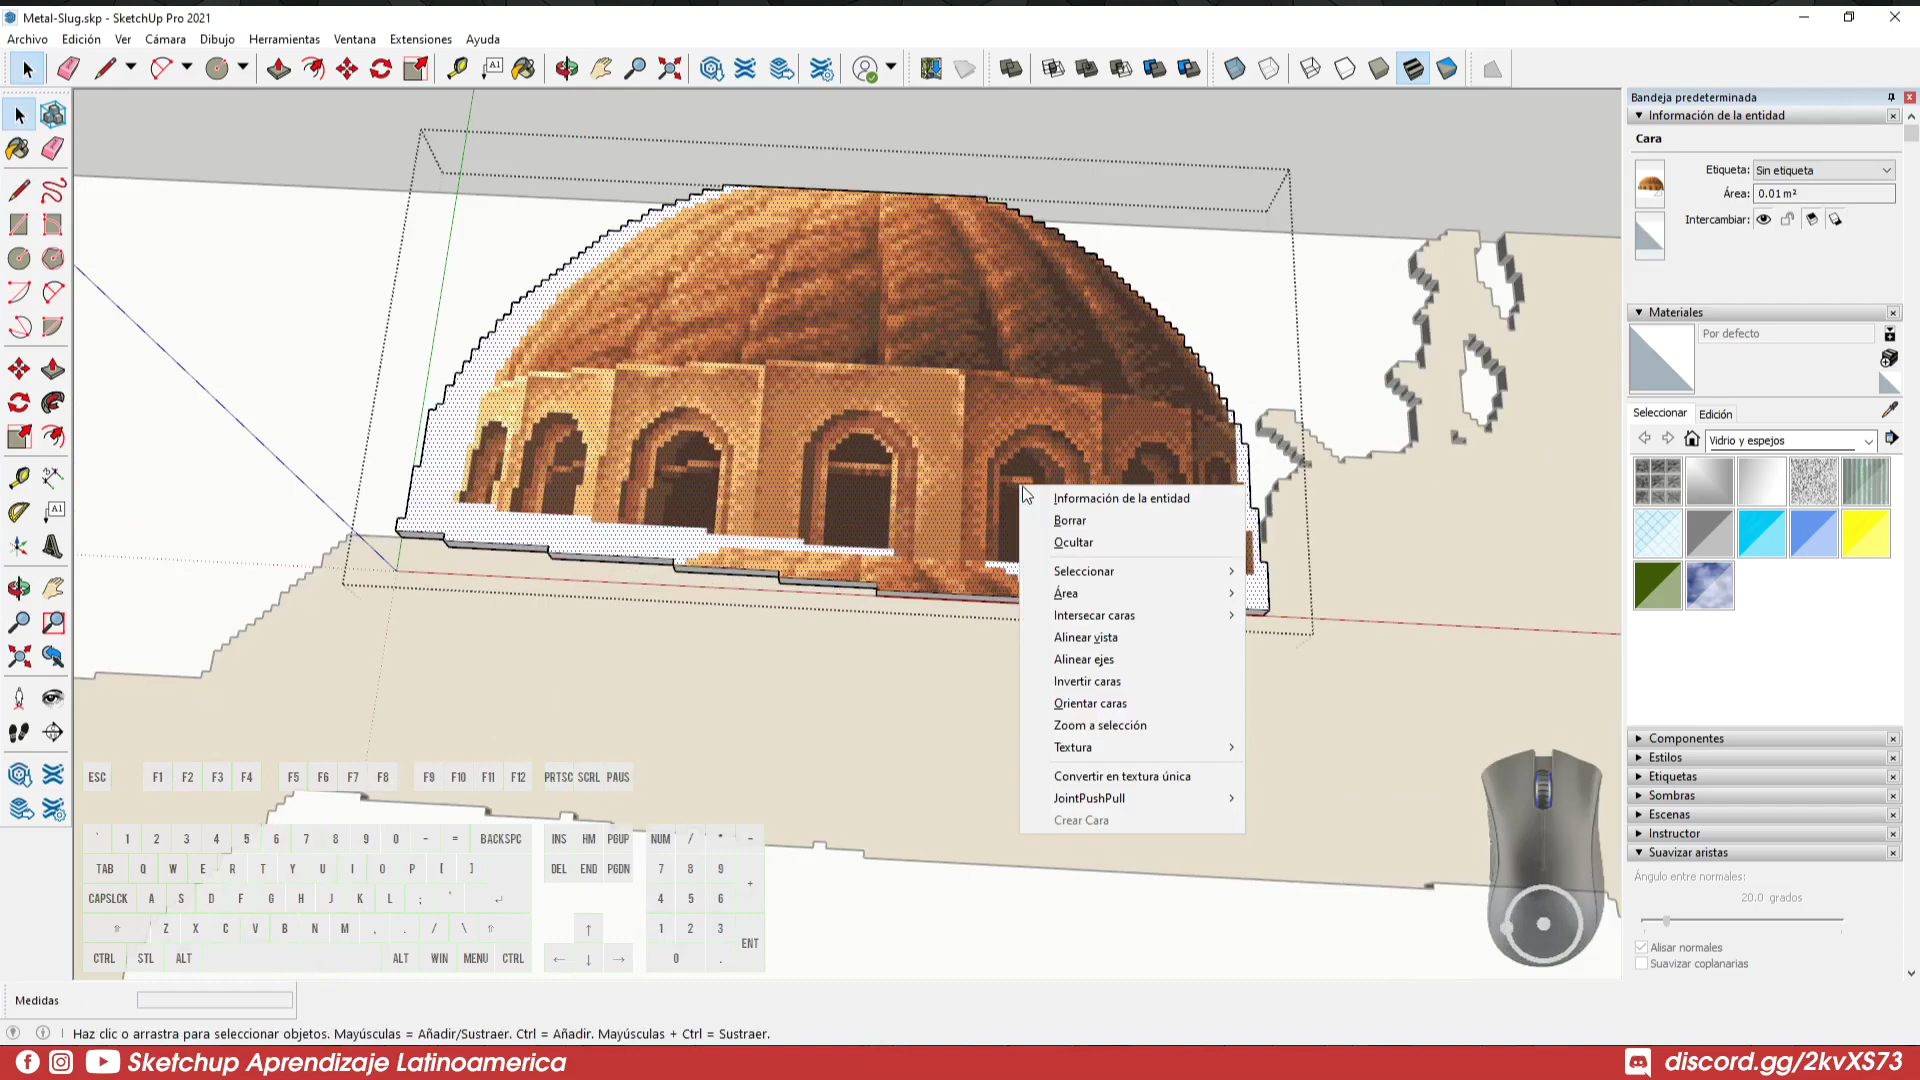 Metal-Slug.skp - SketchUp Pro 2021
Archivo Edición Ver Cámara Dibujo Herramientas Ventana Extensiones Ayuda
Bandeja predeterminada
Información de la entidad
Cara
Etiqueta: Sin etiqueta
Área: 0.01 m²
Intercambiar:
Materiales
Por defecto
Seleccionar Edición
Vidrio y espejos
Componentes
Estilos
Etiquetas
Sombras
Escenas
Instructor
Suavizar aristas
Ángulo entre normales:
20.0 grados
Alisar normales
Suavizar coplanarias
Información de la entidad
Borrar
Ocultar
Seleccionar
Área
Intersecar caras
Alinear vista
Alinear ejes
Invertir caras
Orientar caras
Zoom a selección
Textura
Convertir en textura única
JointPushPull
Crear Cara
ESC F1 F2 F3 F4 F5 F6 F7 F8 F9 F10 F11 F12 PRTSC SCRL PAUS
` 1 2 3 4 5 6 7 8 9 0 - = BACKSPC INS HM PGUP NUM / * -
TAB Q W E R T Y U I O P [ ] DEL END PGDN 7 8 9 +
CAPSLCK A S D F G H J K L ; ' 4 5 6
Z X C V B N M , . / \ 1 2 3 ENT
CTRL STL ALT ALT WIN MENU CTRL 0 .
Medidas
Haz clic o arrastra para seleccionar objetos. Mayúsculas = Añadir/Sustraer. Ctrl = Añadir. Mayúsculas + Ctrl = Sustraer.
Sketchup Aprendizaje Latinoamerica
discord.gg/2kvXS73